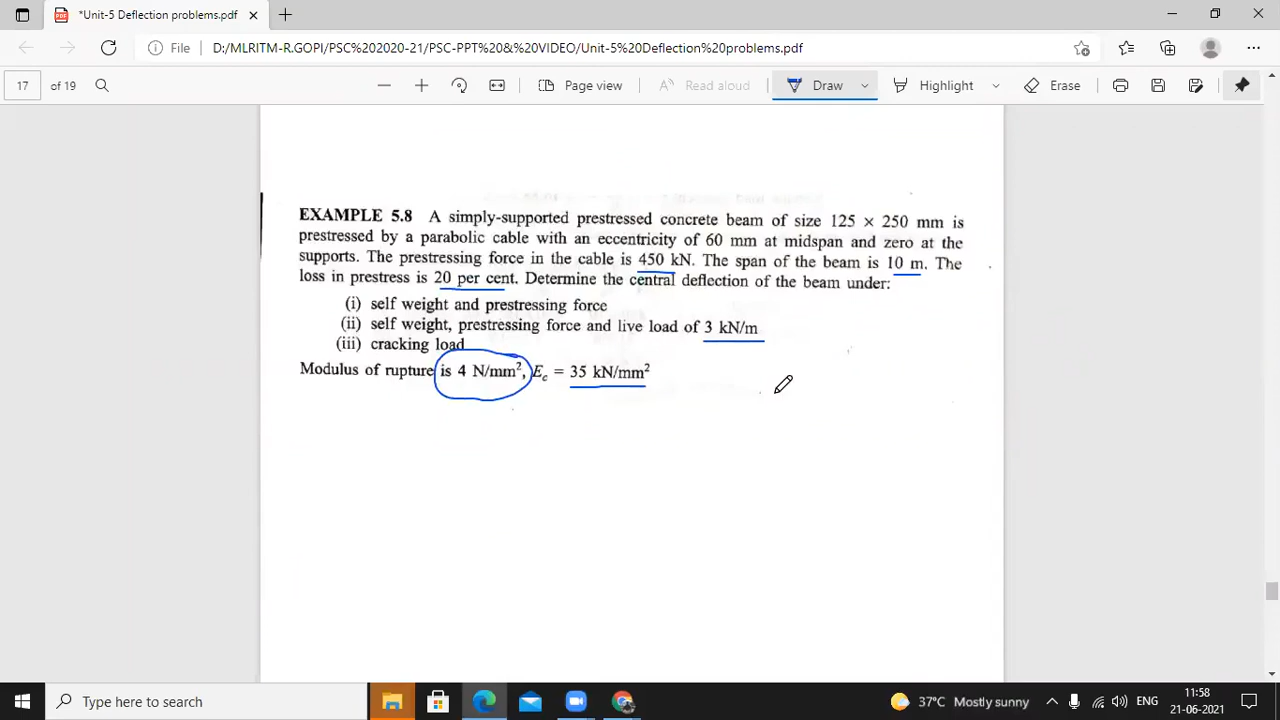 *Unit-5 Deflection problems.pdf
File D:/MLRITM-R.GOPI/PSC%202020-21/PSC-PPT%20&%20VIDEO/Unit-5%20Deflection%20problems.pdf
17 of 19 Page view Read aloud Draw Highlight Erase
EXAMPLE 5.8 A simply-supported prestressed concrete beam of size 125 × 250 mm is
prestressed by a parabolic cable with an eccentricity of 60 mm at midspan and zero at the
supports. The prestressing force in the cable is 450 kN. The span of the beam is 10 m. The
loss in prestress is 20 per cent. Determine the central deflection of the beam under:
(i) self weight and prestressing force
(ii) self weight, prestressing force and live load of 3 kN/m
(iii) cracking load
Modulus of rupture is 4 N/mm², E_c = 35 kN/mm²
Type here to search
37°C Mostly sunny ENG 11:58
21-06-2021